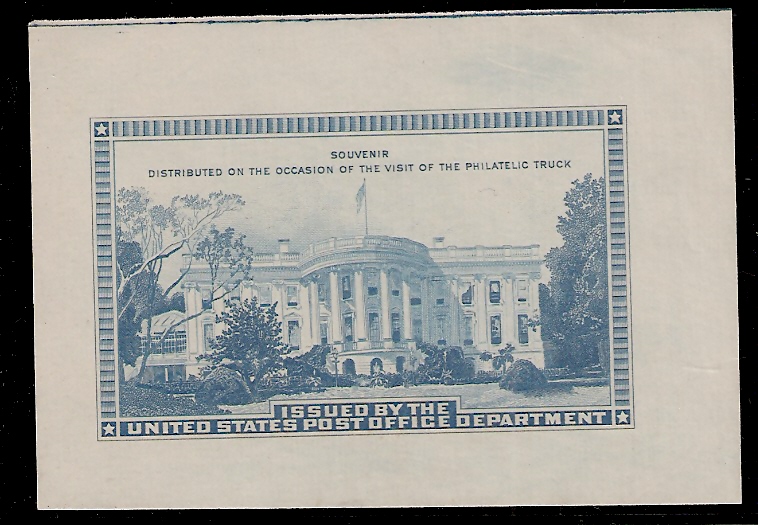 SOUVENIR
DISTRIBUTED ON THE OCCASION OF THE VISIT OF THE PHILATELIC TRUCK
ISSUED BY THE
UNITED STATES POST OFFICE DEPARTMENT